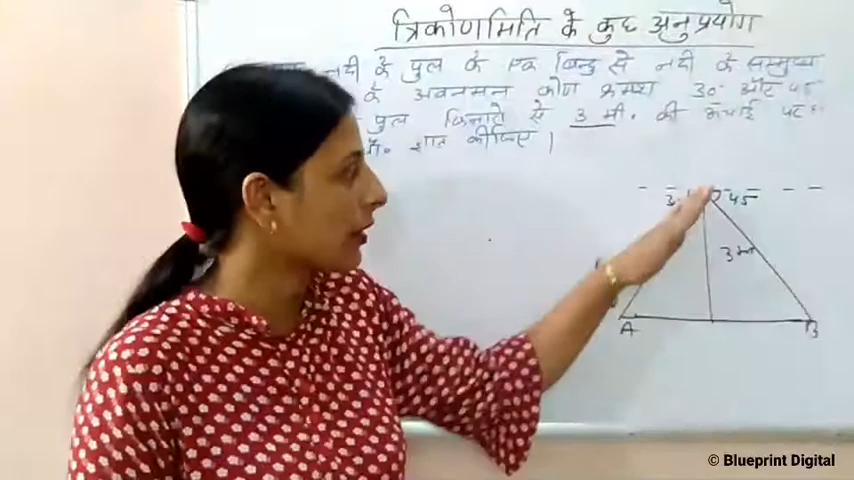 त्रिकोणमिति के कुछ अनुप्रयोग
नदी के पुल के एक बिन्दु से नदी के सम्मुख
के अवनमन कोण क्रमश 30° और 45
पुल किनारो से 3 मी. की ऊंचाई पर
ज्ञात कीजिए।
45
3 मी
A B
© Blueprint Digital